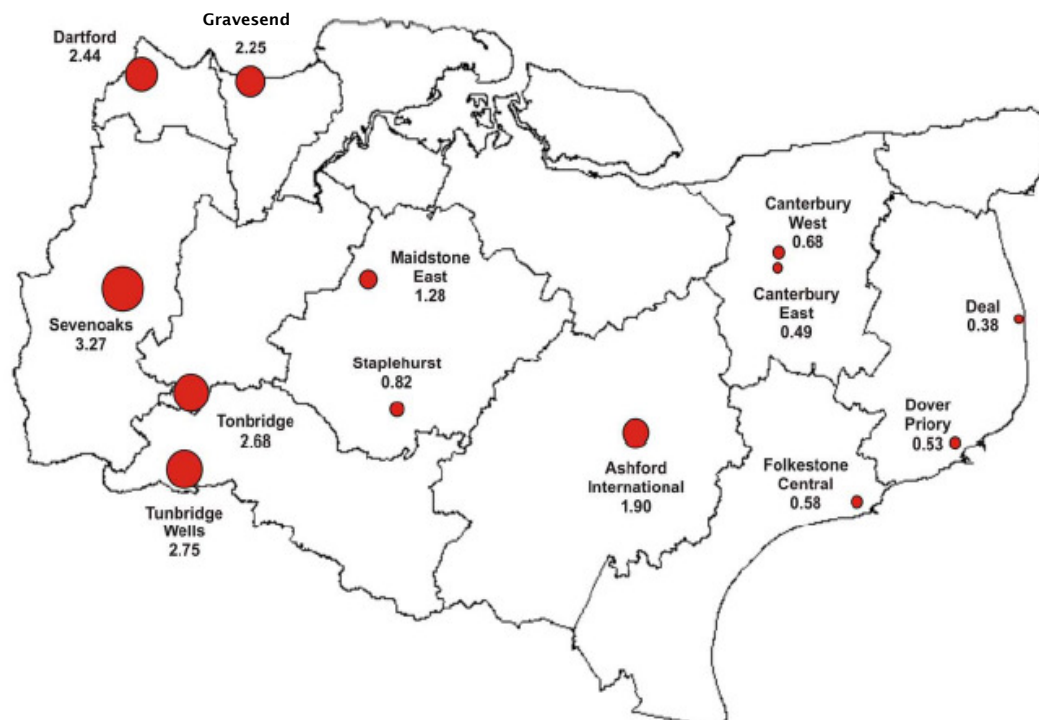 Gravesend
2.25
Dartford
2.44
Canterbury
West
0.68
Canterbury
East
0.49
Maidstone
East
1.28
Deal
0.38
Sevenoaks
3.27
Staplehurst
0.82
Tonbridge
2.68
Dover
Priory
0.53
Ashford
International
1.90
Folkestone
Central
0.58
Tunbridge
Wells
2.75